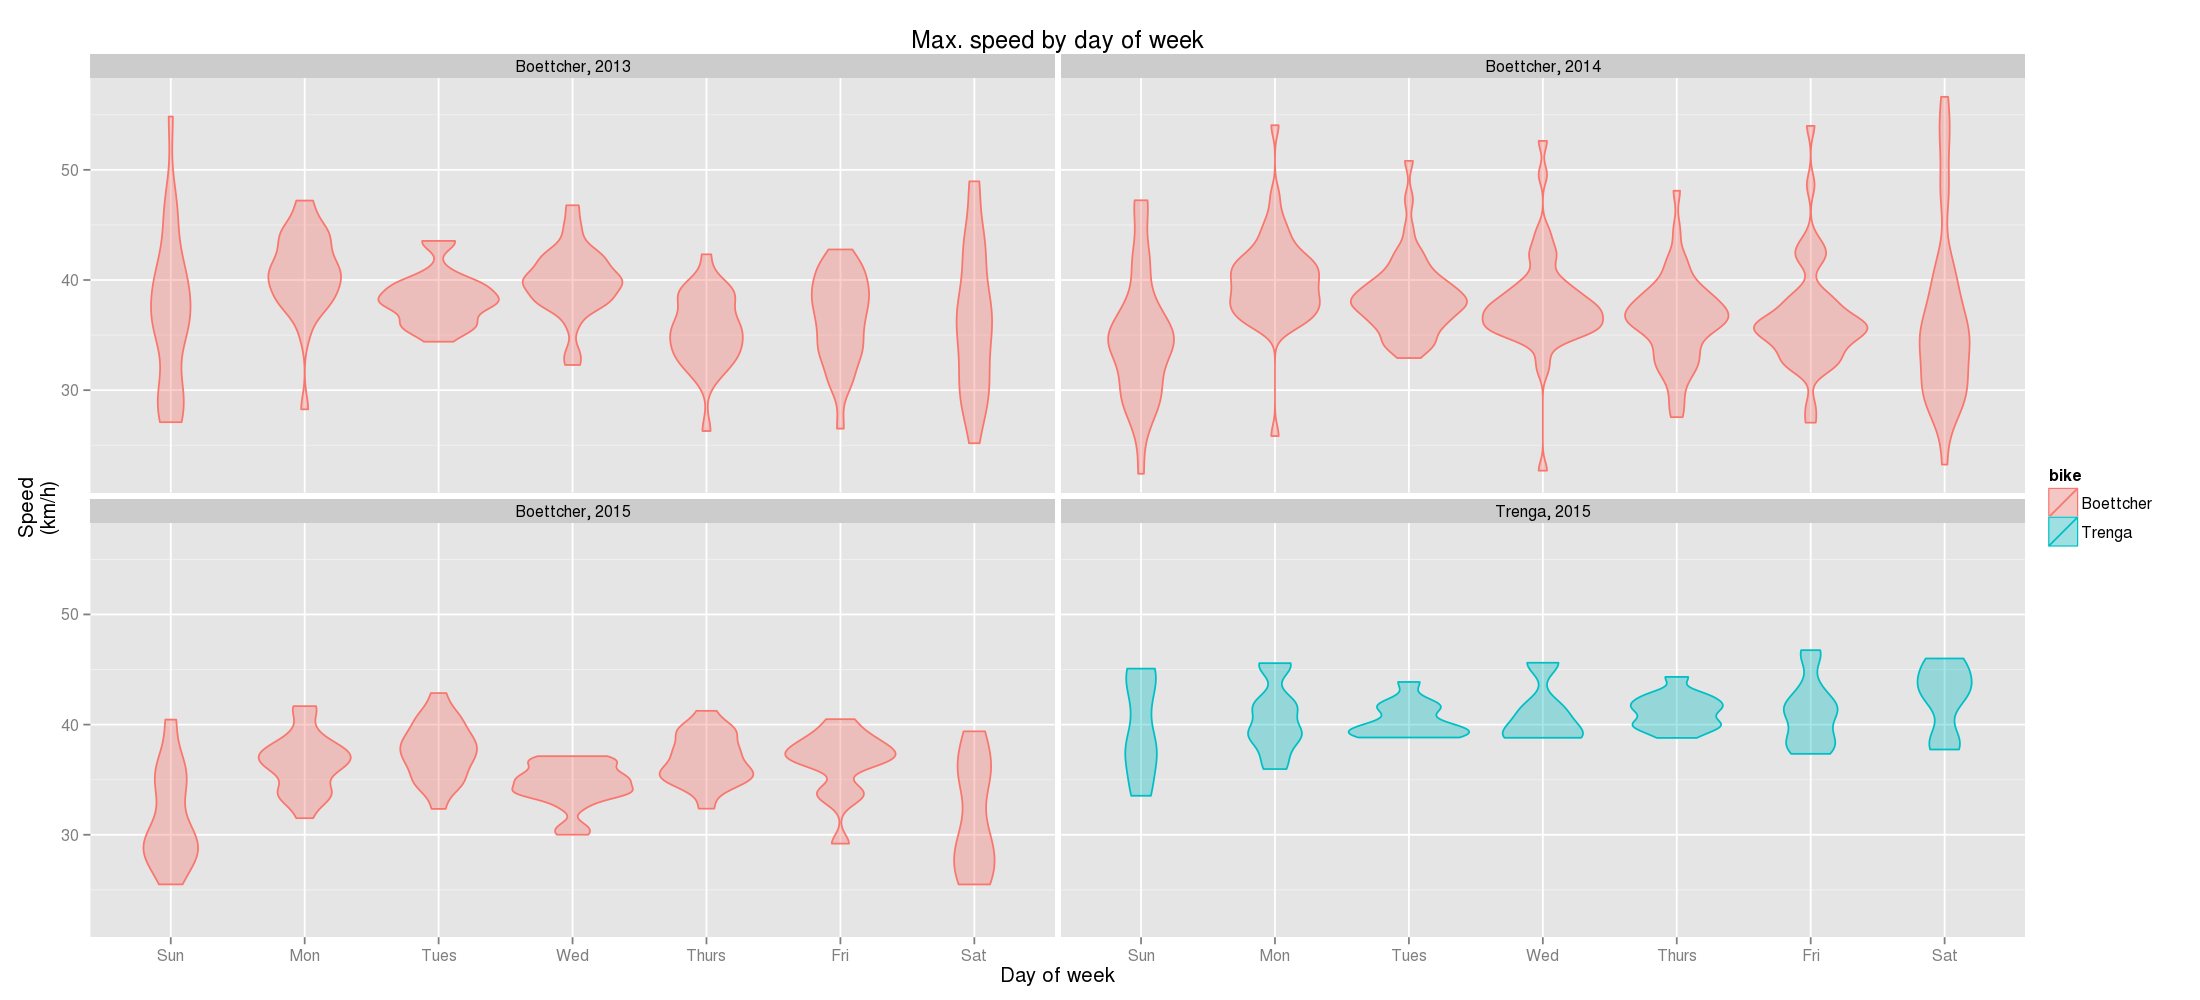 Max. speed by day of week
Boettcher, 2013
Boettcher, 2014
50
40
30
Boettcher, 2015
Trenga, 2015
50
40
30
Speed
(km/h)
Sun Mon Tues Wed Thurs Fri Sat
Sun Mon Tues Wed Thurs Fri Sat
Day of week
bike
Boettcher
Trenga